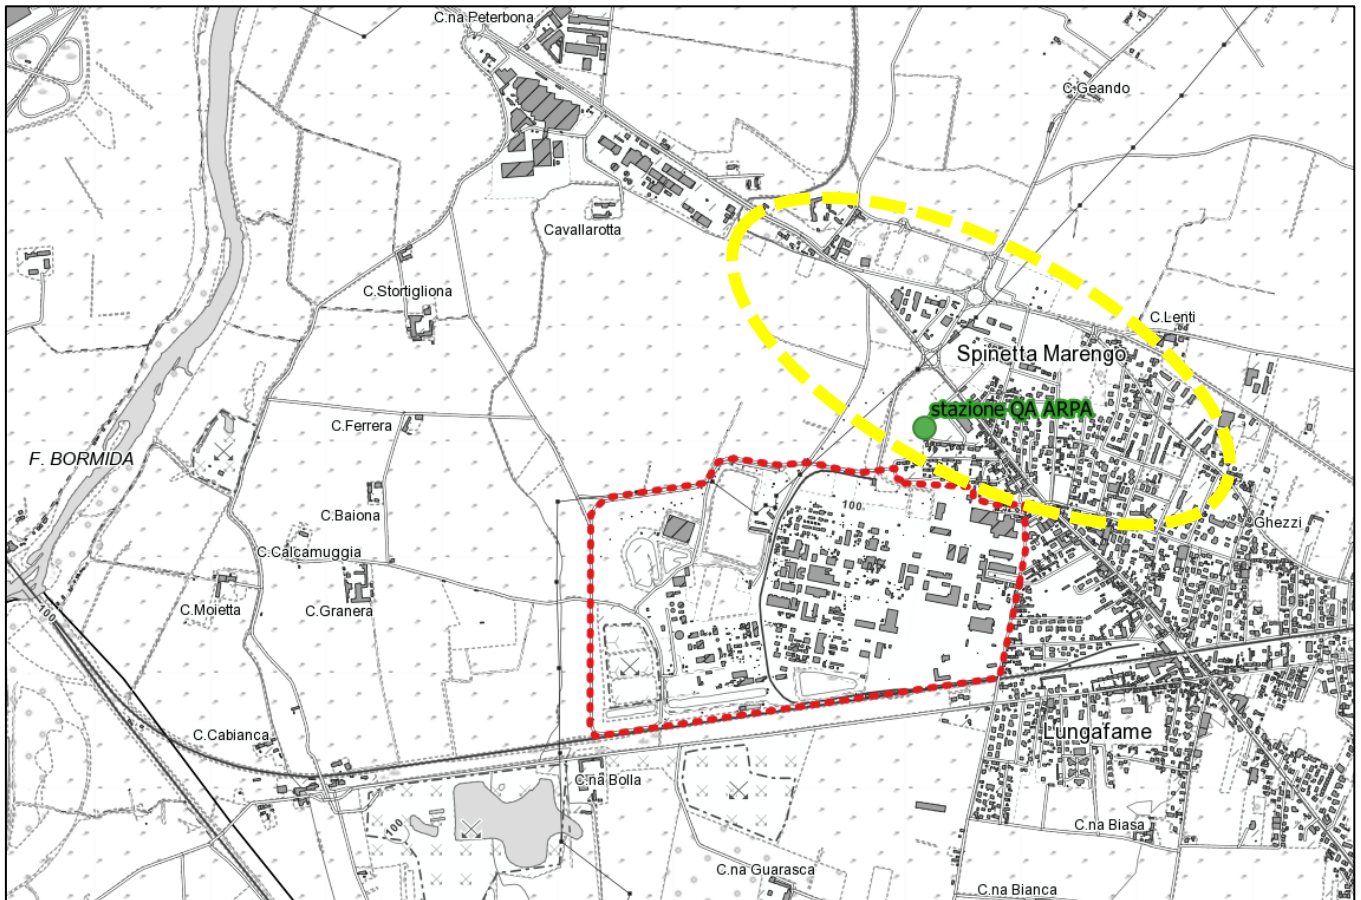 C.na Peterbona
C.Geando
Cavallarotta
C.Stortigliona
C.Lenti
Spinetta Marengo
stazione QA ARPA
C.Ferrera
F. BORMIDA
100
C.Baiona
Ghezzi
C.Calcamuggia
C.Moietta
C.Granera
100
C.Cabianca
Lungafame
C.na Bolla
100
C.na Biasa
C.na Guarasca
C.na Bianca